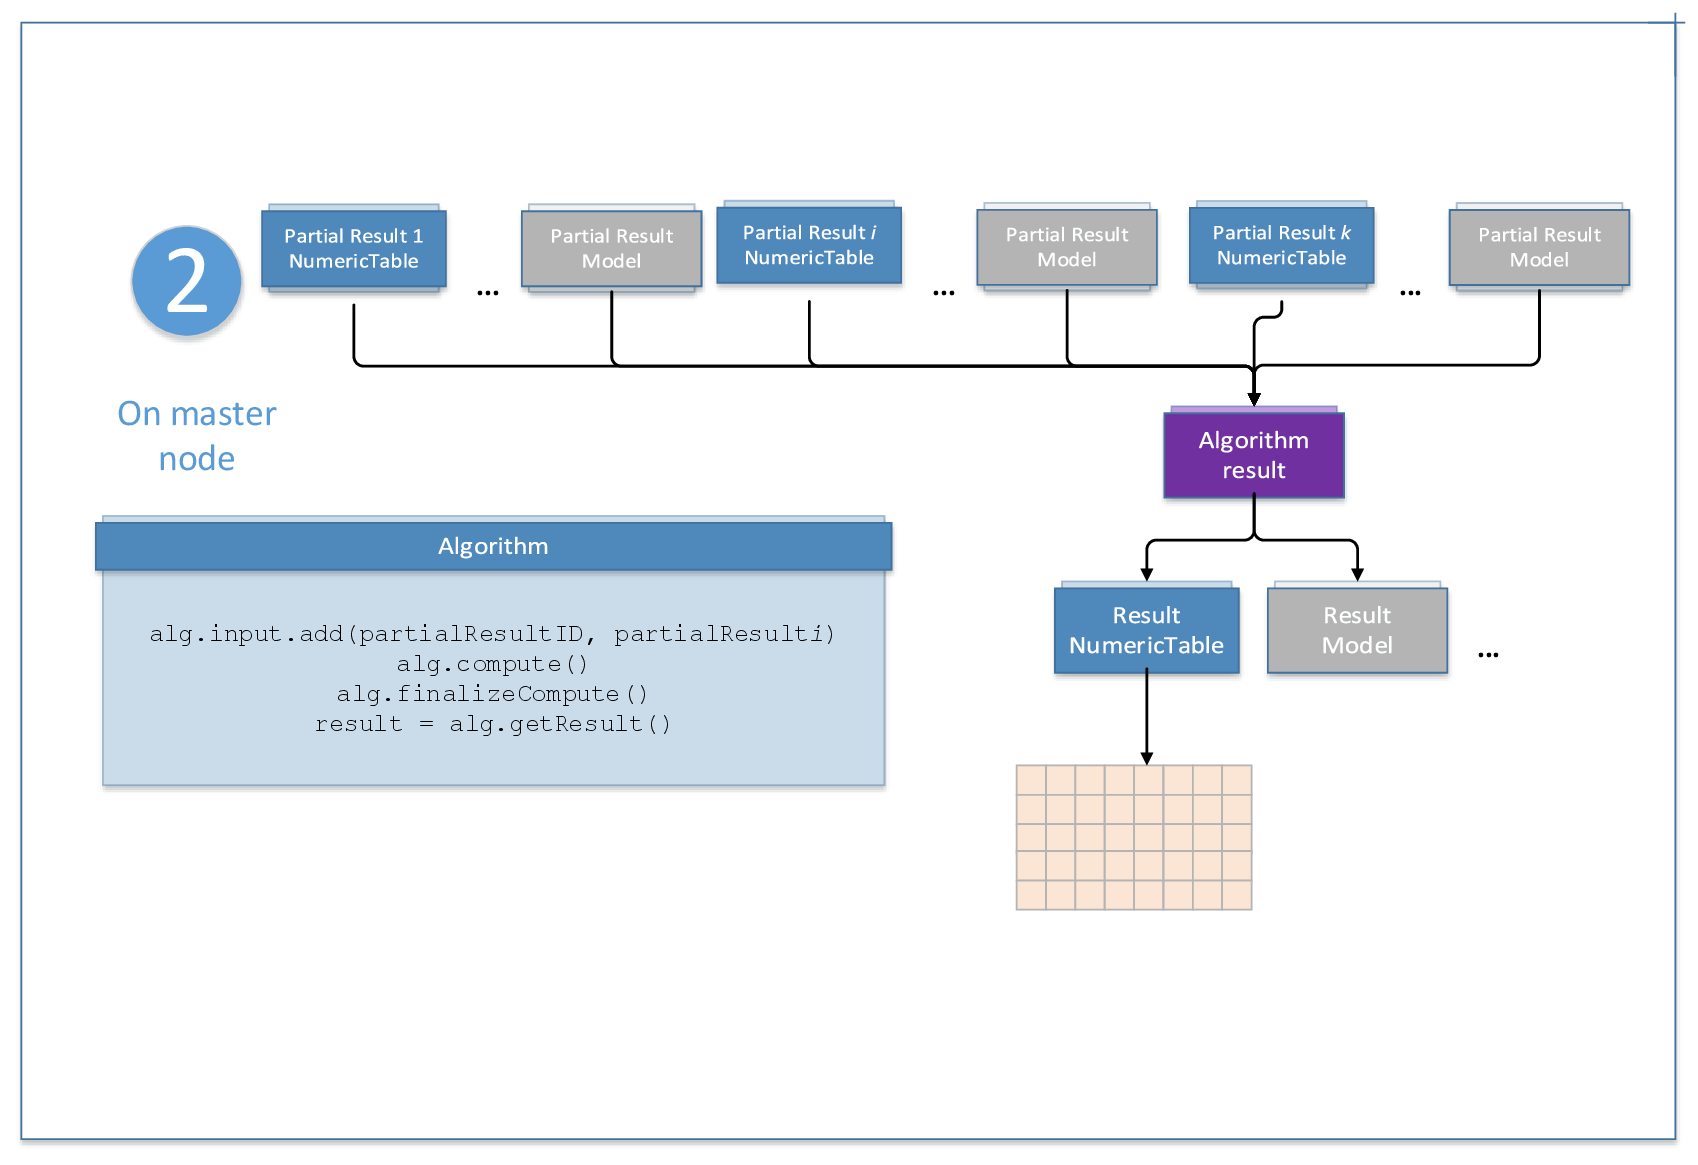 2
Partial Result 1
NumericTable
...
Partial Result
Model
Partial Result i
NumericTable
...
Partial Result
Model
Partial Result k
NumericTable
...
Partial Result
Model
On master
node
Algorithm
result
Algorithm
alg.input.add(partialResultID, partialResulti)
alg.compute()
alg.finalizeCompute()
result = alg.getResult()
Result
NumericTable
Result
Model
...